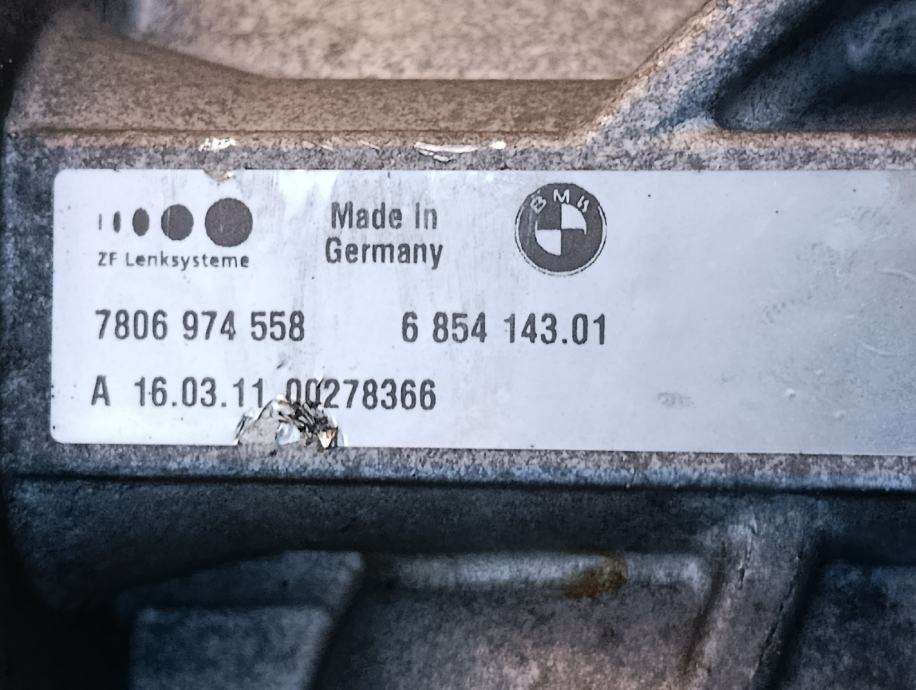 Made in
Germany
BMW
ZF Lenksysteme
7806 974 558 6 854 143.01
A 16.03.11 00278366